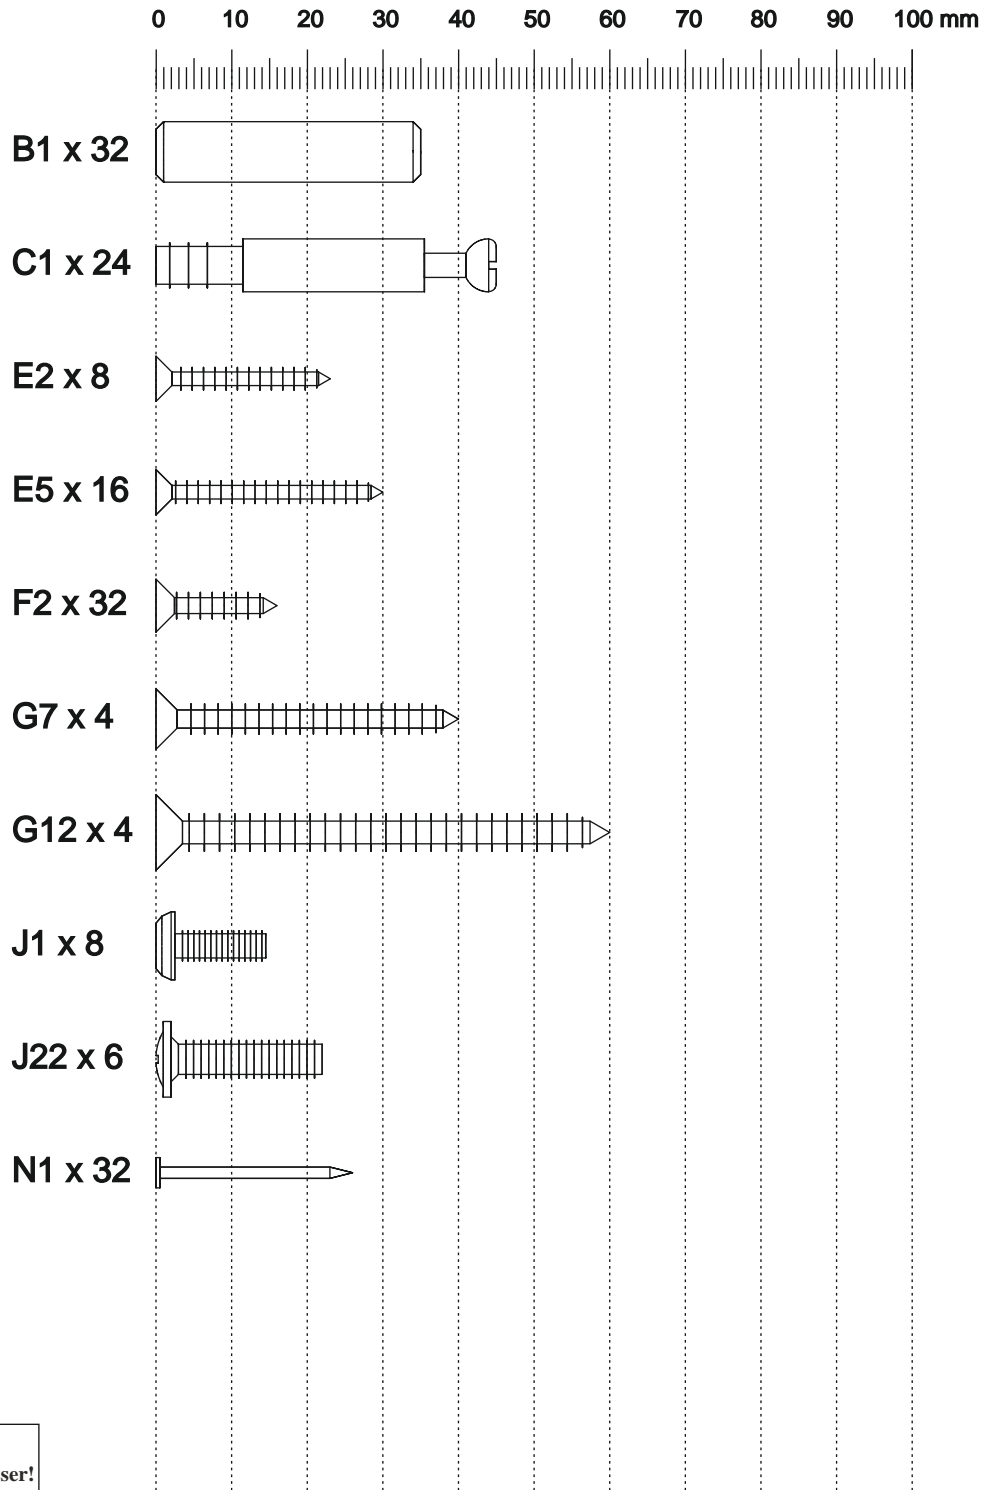 0 10 20 30 40 50 60 70 80 90 100 mm
B1 x 32
C1 x 24
E2 x 8
E5 x 16
F2 x 32
G7 x 4
G12 x 4
J1 x 8
J22 x 6
N1 x 32
ser!